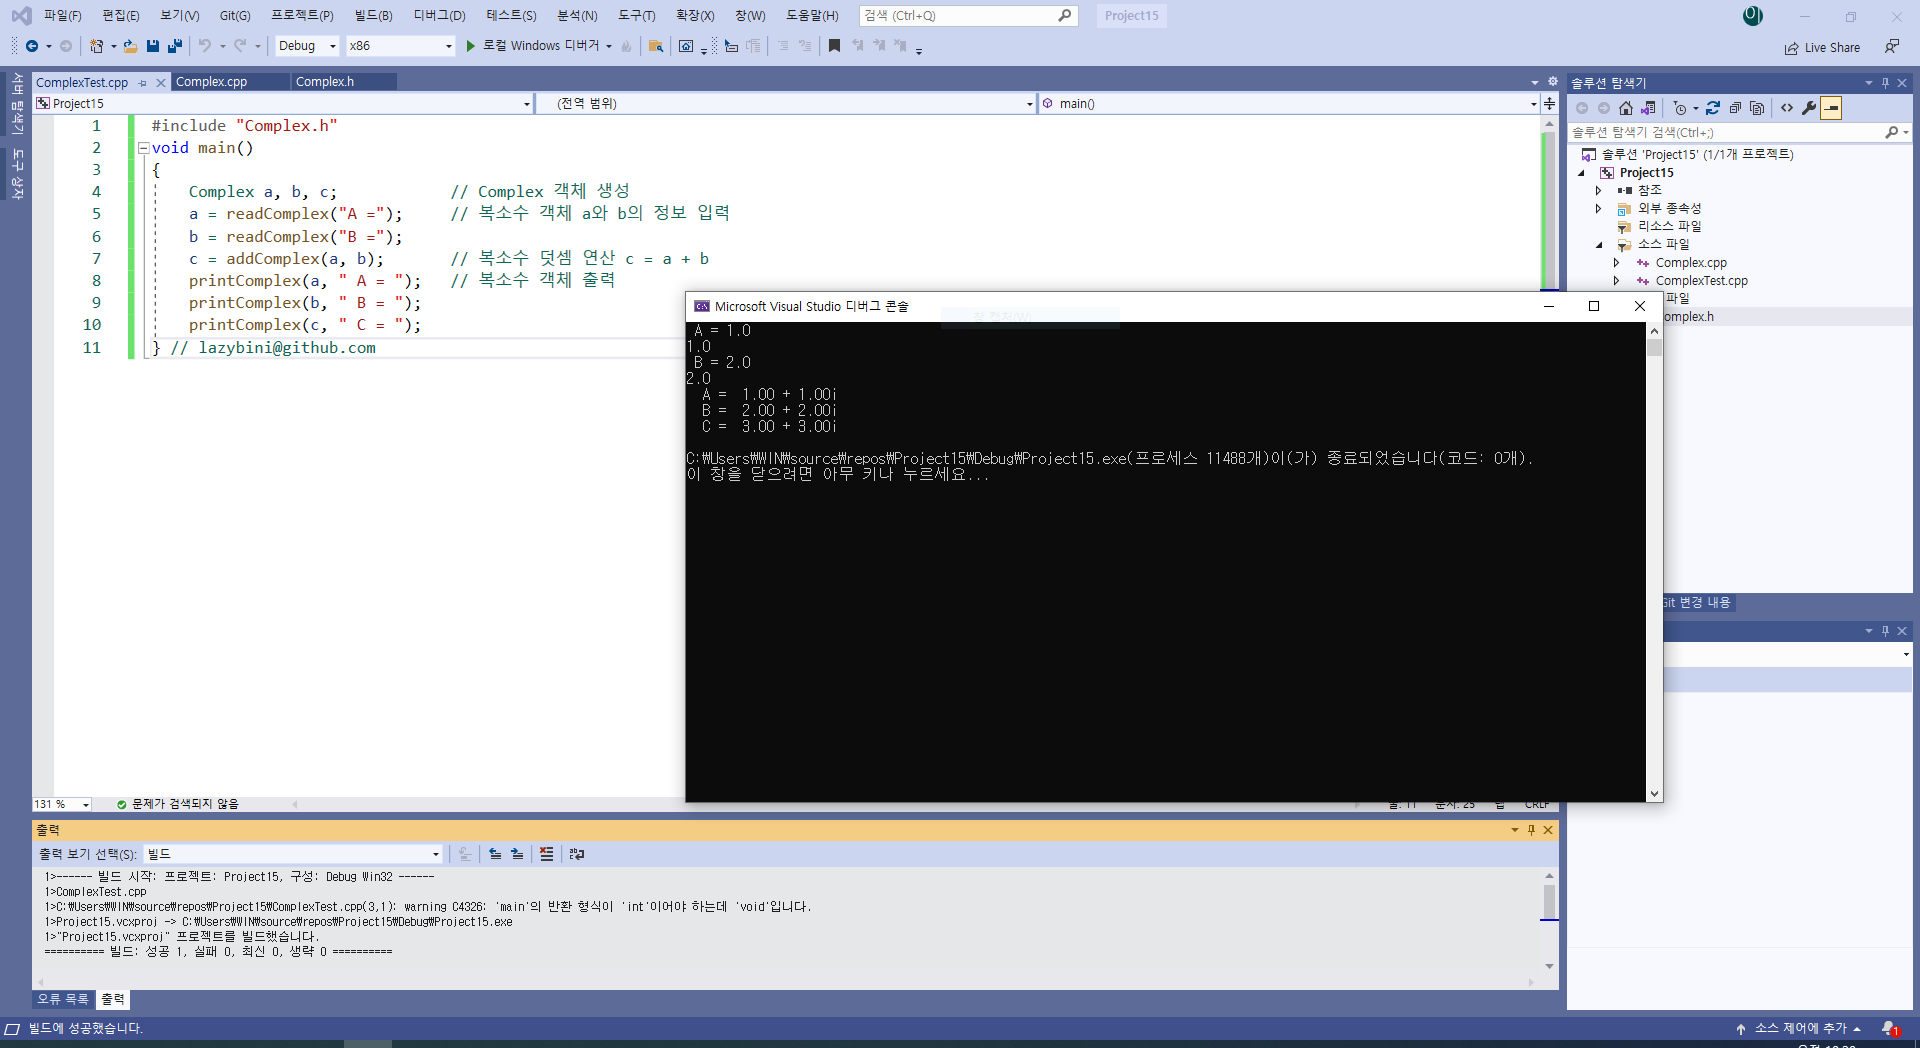 파일(F) 편집(E) 보기(V) Git(G) 프로젝트(P) 빌드(B) 디버그(D) 테스트(S) 분석(N) 도구(T) 확장(X) 창(W) 도움말(H) 검색 (Ctrl+Q) Project15
Debug x86 로컬 Windows 디버거 Live Share
서버 탐색기
도구 상자
ComplexTest.cpp Complex.cpp Complex.h
Project15 (전역 범위) main()
1 #include "Complex.h"
2 void main()
3 {
4 Complex a, b, c; // Complex 객체 생성
5 a = readComplex("A ="); // 복소수 객체 a와 b의 정보 입력
6 b = readComplex("B =");
7 c = addComplex(a, b); // 복소수 덧셈 연산 c = a + b
8 printComplex(a, " A = "); // 복소수 객체 출력
9 printComplex(b, " B = ");
10 printComplex(c, " C = ");
11 } // lazybini@github.com
Microsoft Visual Studio 디버그 콘솔
창 캡처(W)
A = 1.0
1.0
B = 2.0
2.0
A = 1.00 + 1.00i
B = 2.00 + 2.00i
C = 3.00 + 3.00i
C:₩Users₩WIN₩source₩repos₩Project15₩Debug₩Project15.exe(프로세스 11488개)이(가) 종료되었습니다(코드: 0개).
이 창을 닫으려면 아무 키나 누르세요...
솔루션 탐색기
솔루션 탐색기 검색(Ctrl+;)
솔루션 'Project15' (1/1개 프로젝트)
Project15
참조
외부 종속성
리소스 파일
소스 파일
Complex.cpp
ComplexTest.cpp
파일
omplex.h
Git 변경 내용
131 % 문제가 검색되지 않음 줄: 11 문자: 25 탭 CRLF
출력
출력 보기 선택(S): 빌드
1>------ 빌드 시작: 프로젝트: Project15, 구성: Debug Win32 ------
1>ComplexTest.cpp
1>C:₩Users₩WIN₩source₩repos₩Project15₩ComplexTest.cpp(3,1): warning C4326: 'main'의 반환 형식이 'int'이어야 하는데 'void'입니다.
1>Project15.vcxproj -> C:₩Users₩WIN₩source₩repos₩Project15₩Debug₩Project15.exe
1>"Project15.vcxproj" 프로젝트를 빌드했습니다.
========== 빌드: 성공 1, 실패 0, 최신 0, 생략 0 ==========
오류 목록 출력
빌드에 성공했습니다. 소스 제어에 추가 1